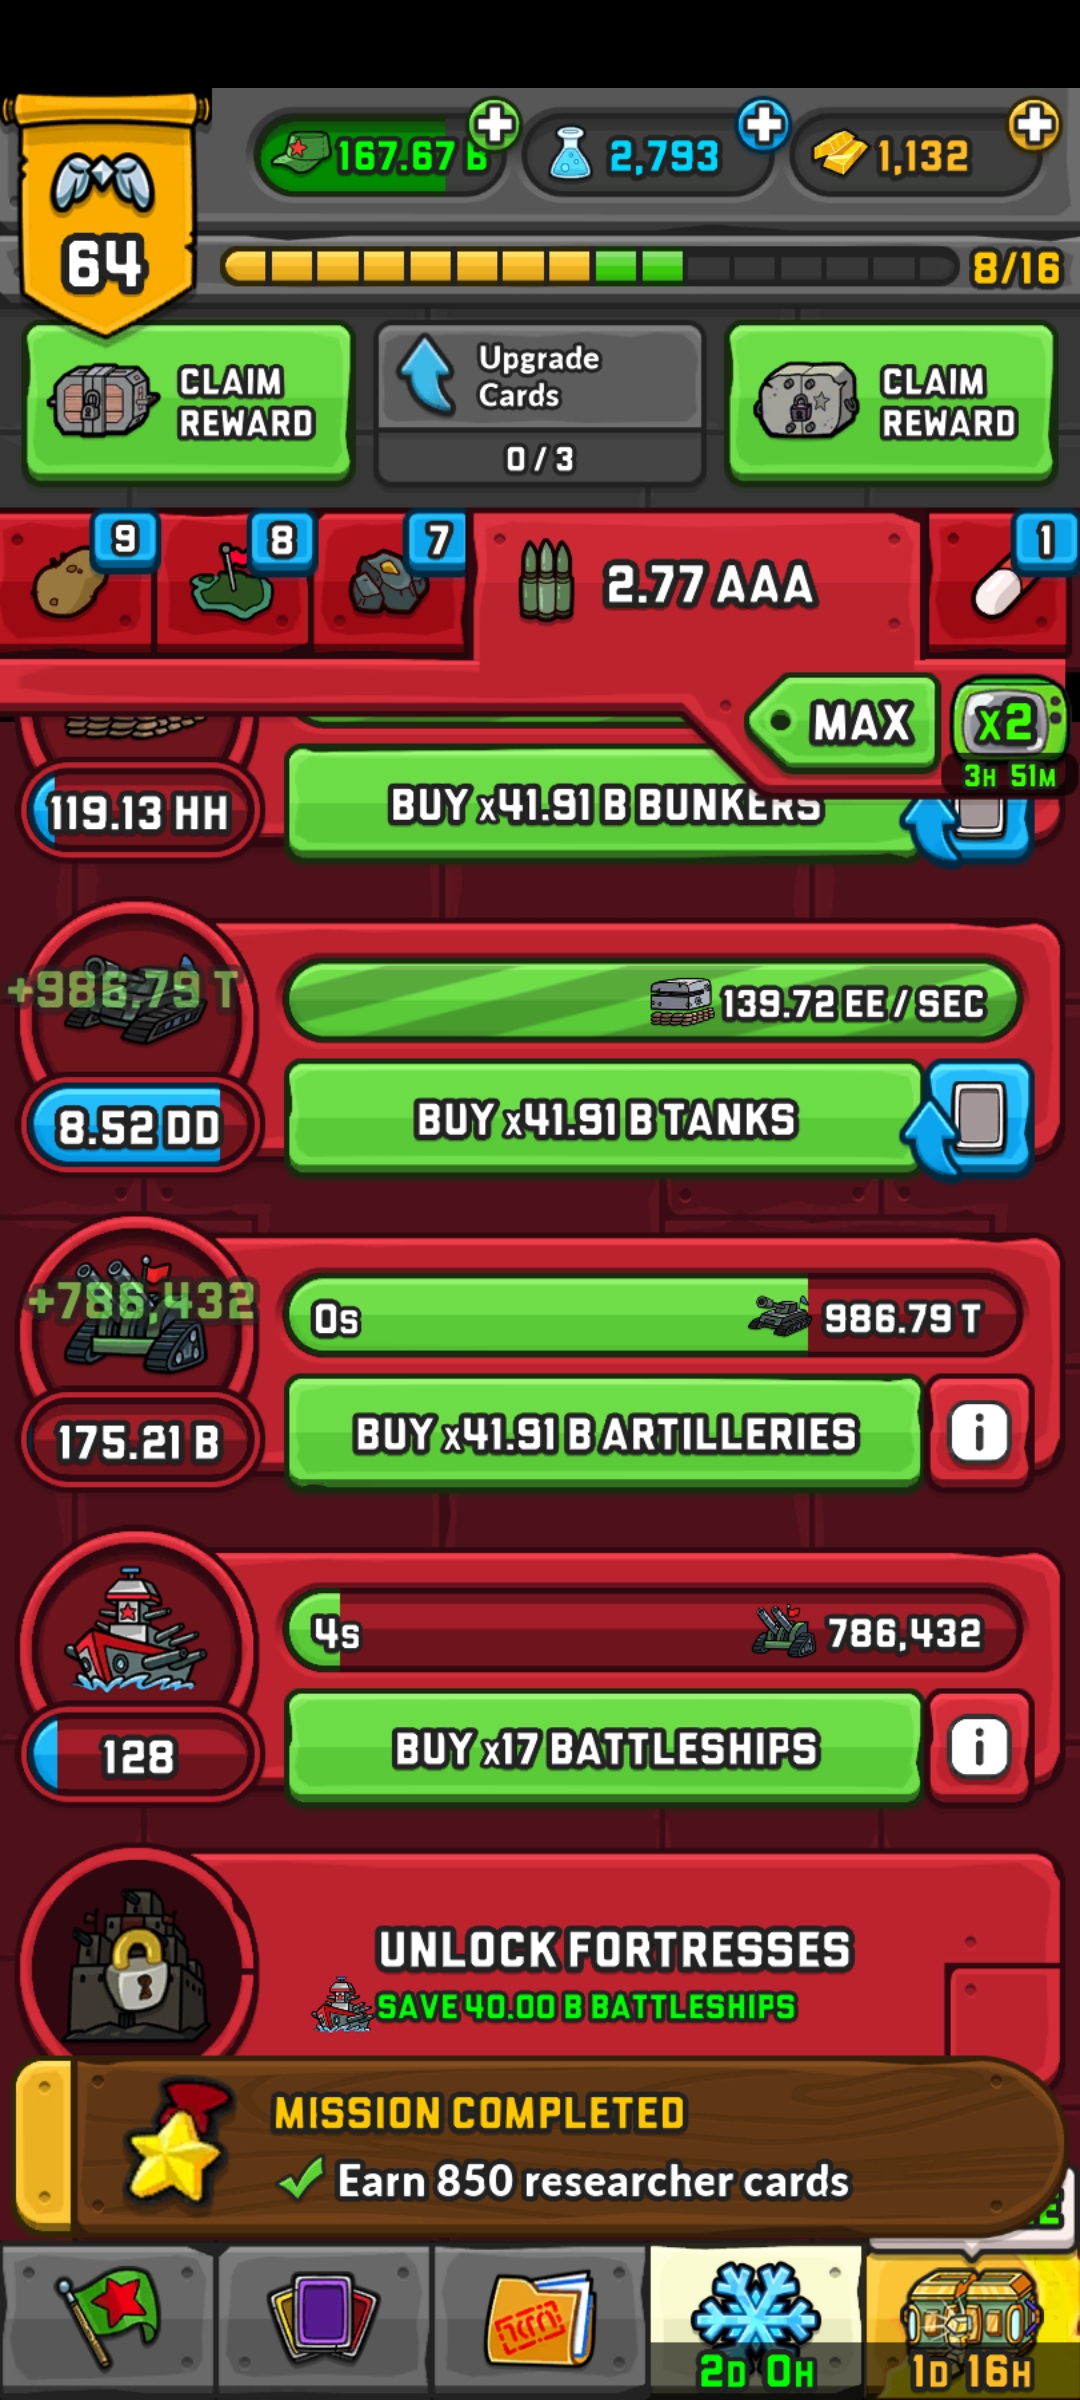 167.67 B
2,793
1,132
64
8/16
CLAIM
REWARD
Upgrade
Cards
0 / 3
CLAIM
REWARD
9
8
7
2.77 AAA
1
MAX
x2
3H 51M
119.13 HH
BUY x41.91 B BUNKERS
+986.79 T
139.72 EE / SEC
8.52 DD
BUY x41.91 B TANKS
+786,432
0s
986.79 T
175.21 B
BUY x41.91 B ARTILLERIES
i
4s
786,432
128
BUY x17 BATTLESHIPS
i
UNLOCK FORTRESSES
SAVE 40.00 B BATTLESHIPS
MISSION COMPLETED
Earn 850 researcher cards
2D 0H
1D 16H